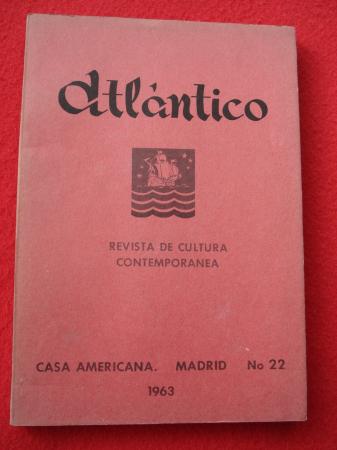 Atlántico
REVISTA DE CULTURA
CONTEMPORANEA
CASA AMERICANA. MADRID No 22
1963